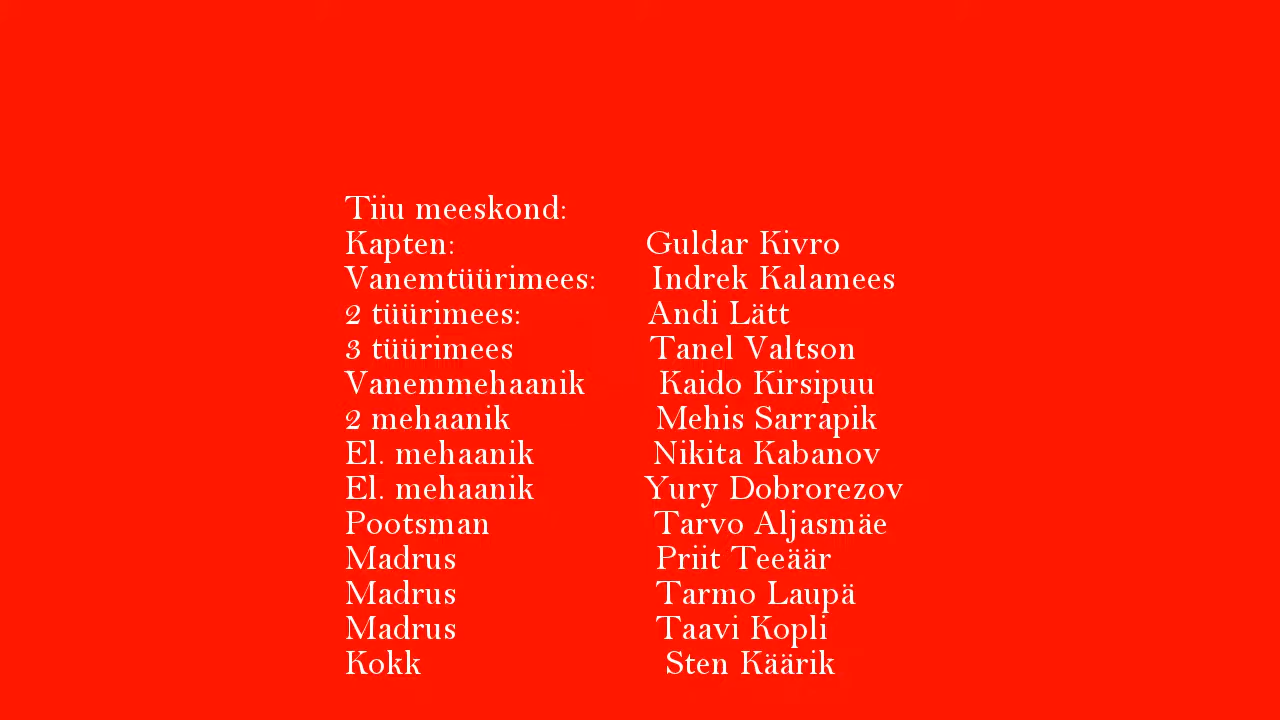 Tiiu meeskond:
Kapten: Guldar Kivro
Vanemtüürimees: Indrek Kalamees
2 tüürimees: Andi Lätt
3 tüürimees Tanel Valtson
Vanemmehaanik Kaido Kirsipuu
2 mehaanik Mehis Sarrapik
El. mehaanik Nikita Kabanov
El. mehaanik Yury Dobrorezov
Pootsman Tarvo Aljasmäe
Madrus Priit Teeäär
Madrus Tarmo Laupä
Madrus Taavi Kopli
Kokk Sten Käärik